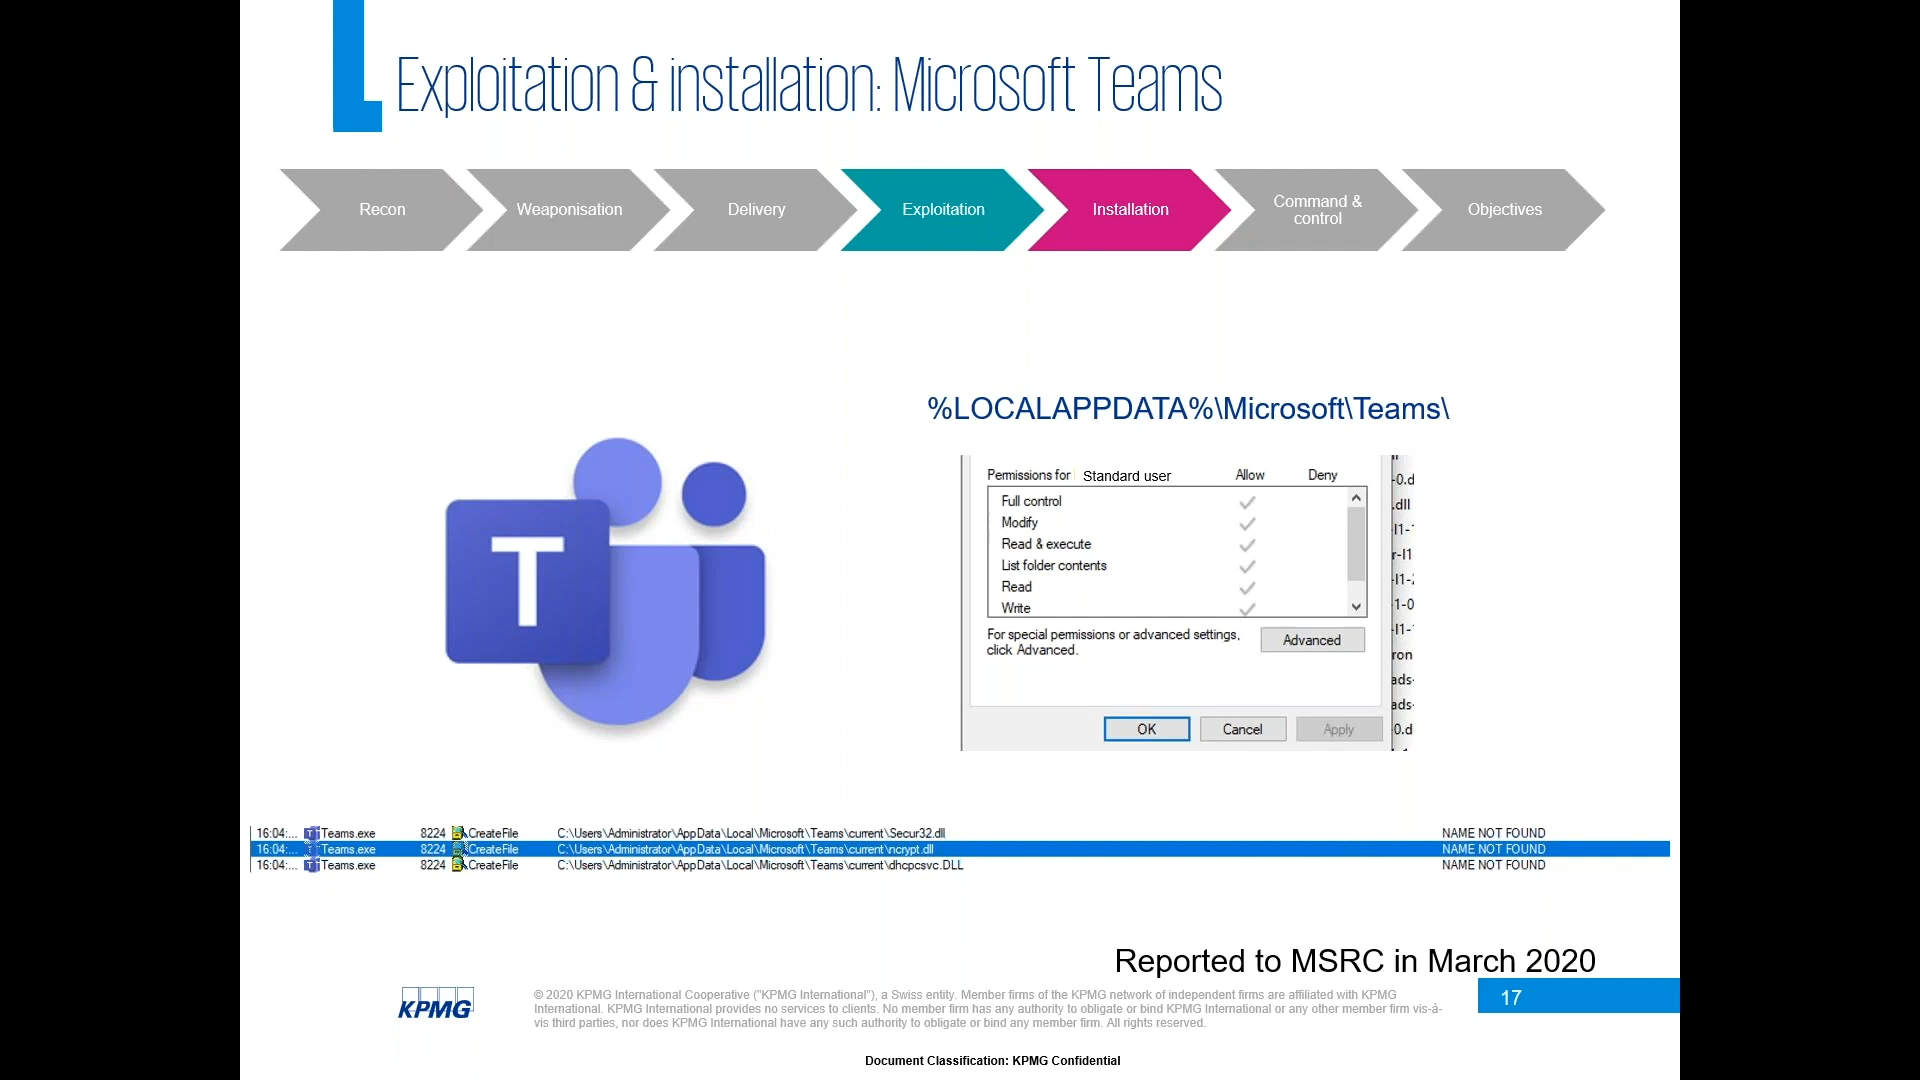 Exploitation & installation: Microsoft Teams
Recon
Weaponisation
Delivery
Exploitation
Installation
Command &
control
Objectives
%LOCALAPPDATA%\Microsoft\Teams\
T
Permissions for Standard user Allow Deny
Full control
Modify
Read & execute
List folder contents
Read
Write
For special permissions or advanced settings,
click Advanced.
Advanced
OK Cancel Apply
16:04:... Teams.exe 8224 CreateFile C:\Users\Administrator\AppData\Local\Microsoft\Teams\current\Secur32.dll NAME NOT FOUND
16:04:... Teams.exe 8224 CreateFile C:\Users\Administrator\AppData\Local\Microsoft\Teams\current\ncrypt.dll NAME NOT FOUND
16:04:... Teams.exe 8224 CreateFile C:\Users\Administrator\AppData\Local\Microsoft\Teams\current\dhcpcsvc.DLL NAME NOT FOUND
Reported to MSRC in March 2020
KPMG
© 2020 KPMG International Cooperative ("KPMG International"), a Swiss entity. Member firms of the KPMG network of independent firms are affiliated with KPMG
International. KPMG International provides no services to clients. No member firm has any authority to obligate or bind KPMG International or any other member firm vis-à-
vis third parties, nor does KPMG International have any such authority to obligate or bind any member firm. All rights reserved.
17
Document Classification: KPMG Confidential